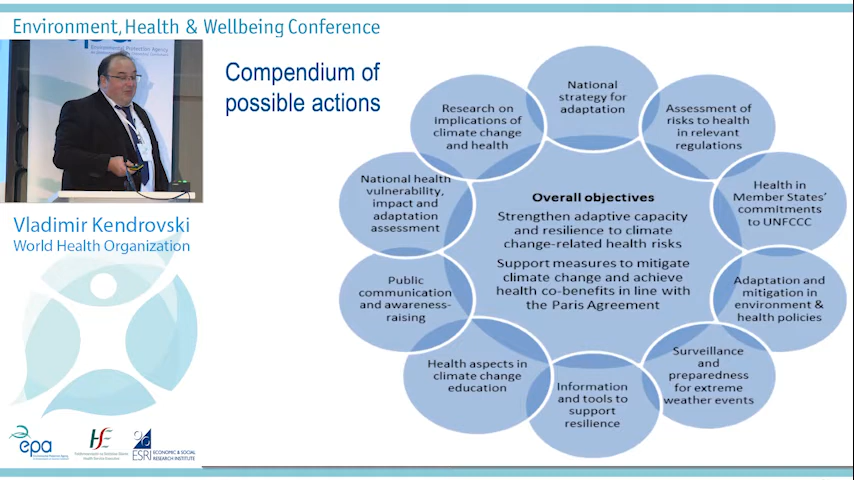 Environment, Health & Wellbeing Conference
epa
Environmental Protection Agency
Compendium of
possible actions
Vladimir Kendrovski
World Health Organization
National
strategy for
adaptation
Assessment of
risks to health
in relevant
regulations
Health in
Member States'
commitments
to UNFCCC
Adaptation and
mitigation in
environment &
health policies
Surveillance
and
preparedness
for extreme
weather events
Information
and tools to
support
resilience
Health aspects in
climate change
education
Public
communication
and awareness-
raising
National health
vulnerability,
impact and
adaptation
assessment
Research on
implications of
climate change
and health
Overall objectives
Strengthen adaptive capacity
and resilience to climate
change-related health risks
Support measures to mitigate
climate change and achieve
health co-benefits in line with
the Paris Agreement
epa
HE
ESRI
ECONOMIC & SOCIAL
RESEARCH INSTITUTE